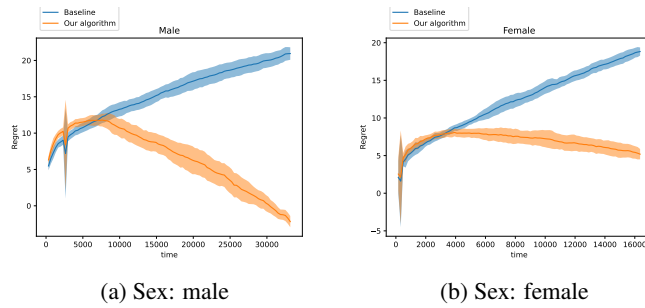 Baseline
Our algorithm
Male
Regret
20
15
10
5
0
0 5000 10000 15000 20000 25000 30000
time
(a) Sex: male
Baseline
Our algorithm
Female
Regret
20
15
10
5
0
−5
0 2000 4000 6000 8000 10000 12000 14000 16000
time
(b) Sex: female